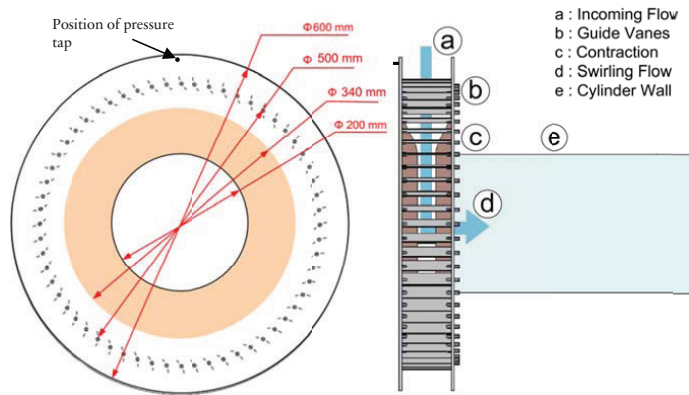 Position of pressure
tap
Φ600 mm
Φ 500 mm
Φ 340 mm
Φ 200 mm
a
b
c
d
e
a : Incoming Flow
b : Guide Vanes
c : Contraction
d : Swirling Flow
e : Cylinder Wall